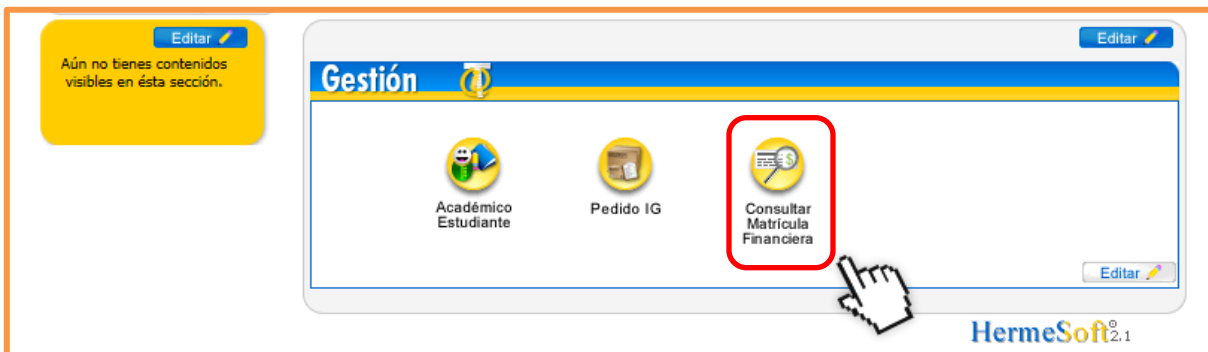 Editar
Aún no tienes contenidos
visibles en ésta sección.
Editar
Gestión
Académico
Estudiante
Pedido IG
Consultar
Matrícula
Financiera
Editar
HermeSoft® 2.1